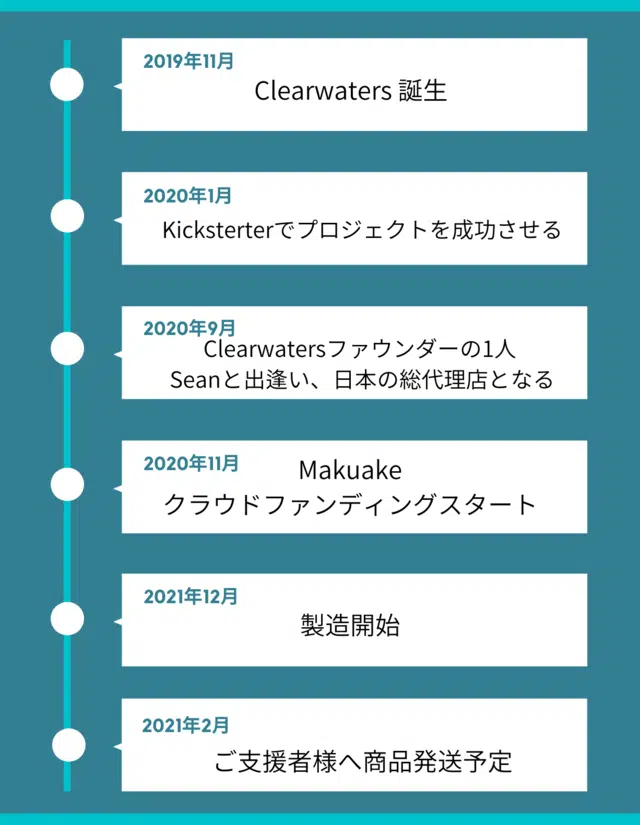 2019年11月
Clearwaters 誕生
2020年1月
Kicksterterでプロジェクトを成功させる
2020年9月
Clearwatersファウンダーの1人
Seanと出逢い、日本の総代理店となる
2020年11月
Makuake
クラウドファンディングスタート
2021年12月
製造開始
2021年2月
ご支援者様へ商品発送予定